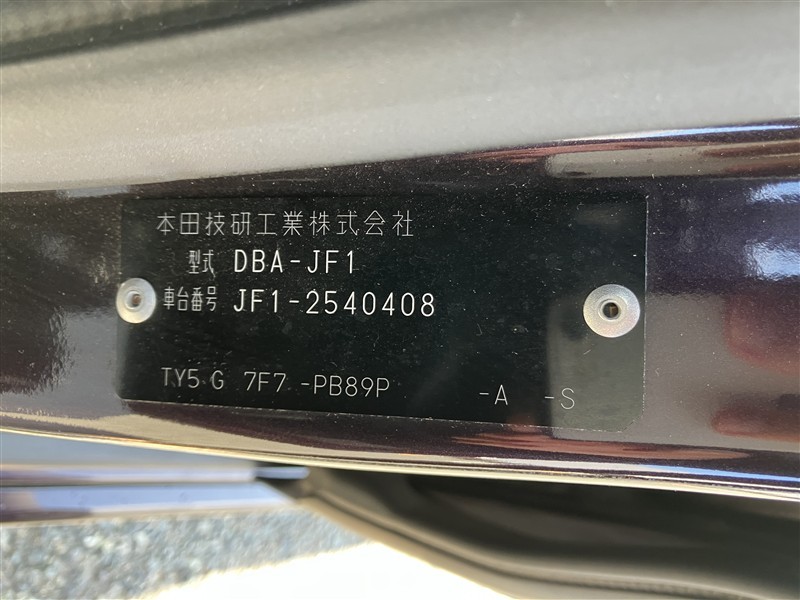 本田技研工業株式会社
型式 DBA-JF1
車台番号 JF1-2540408
TY5 G 7F7 -PB89P -A -S